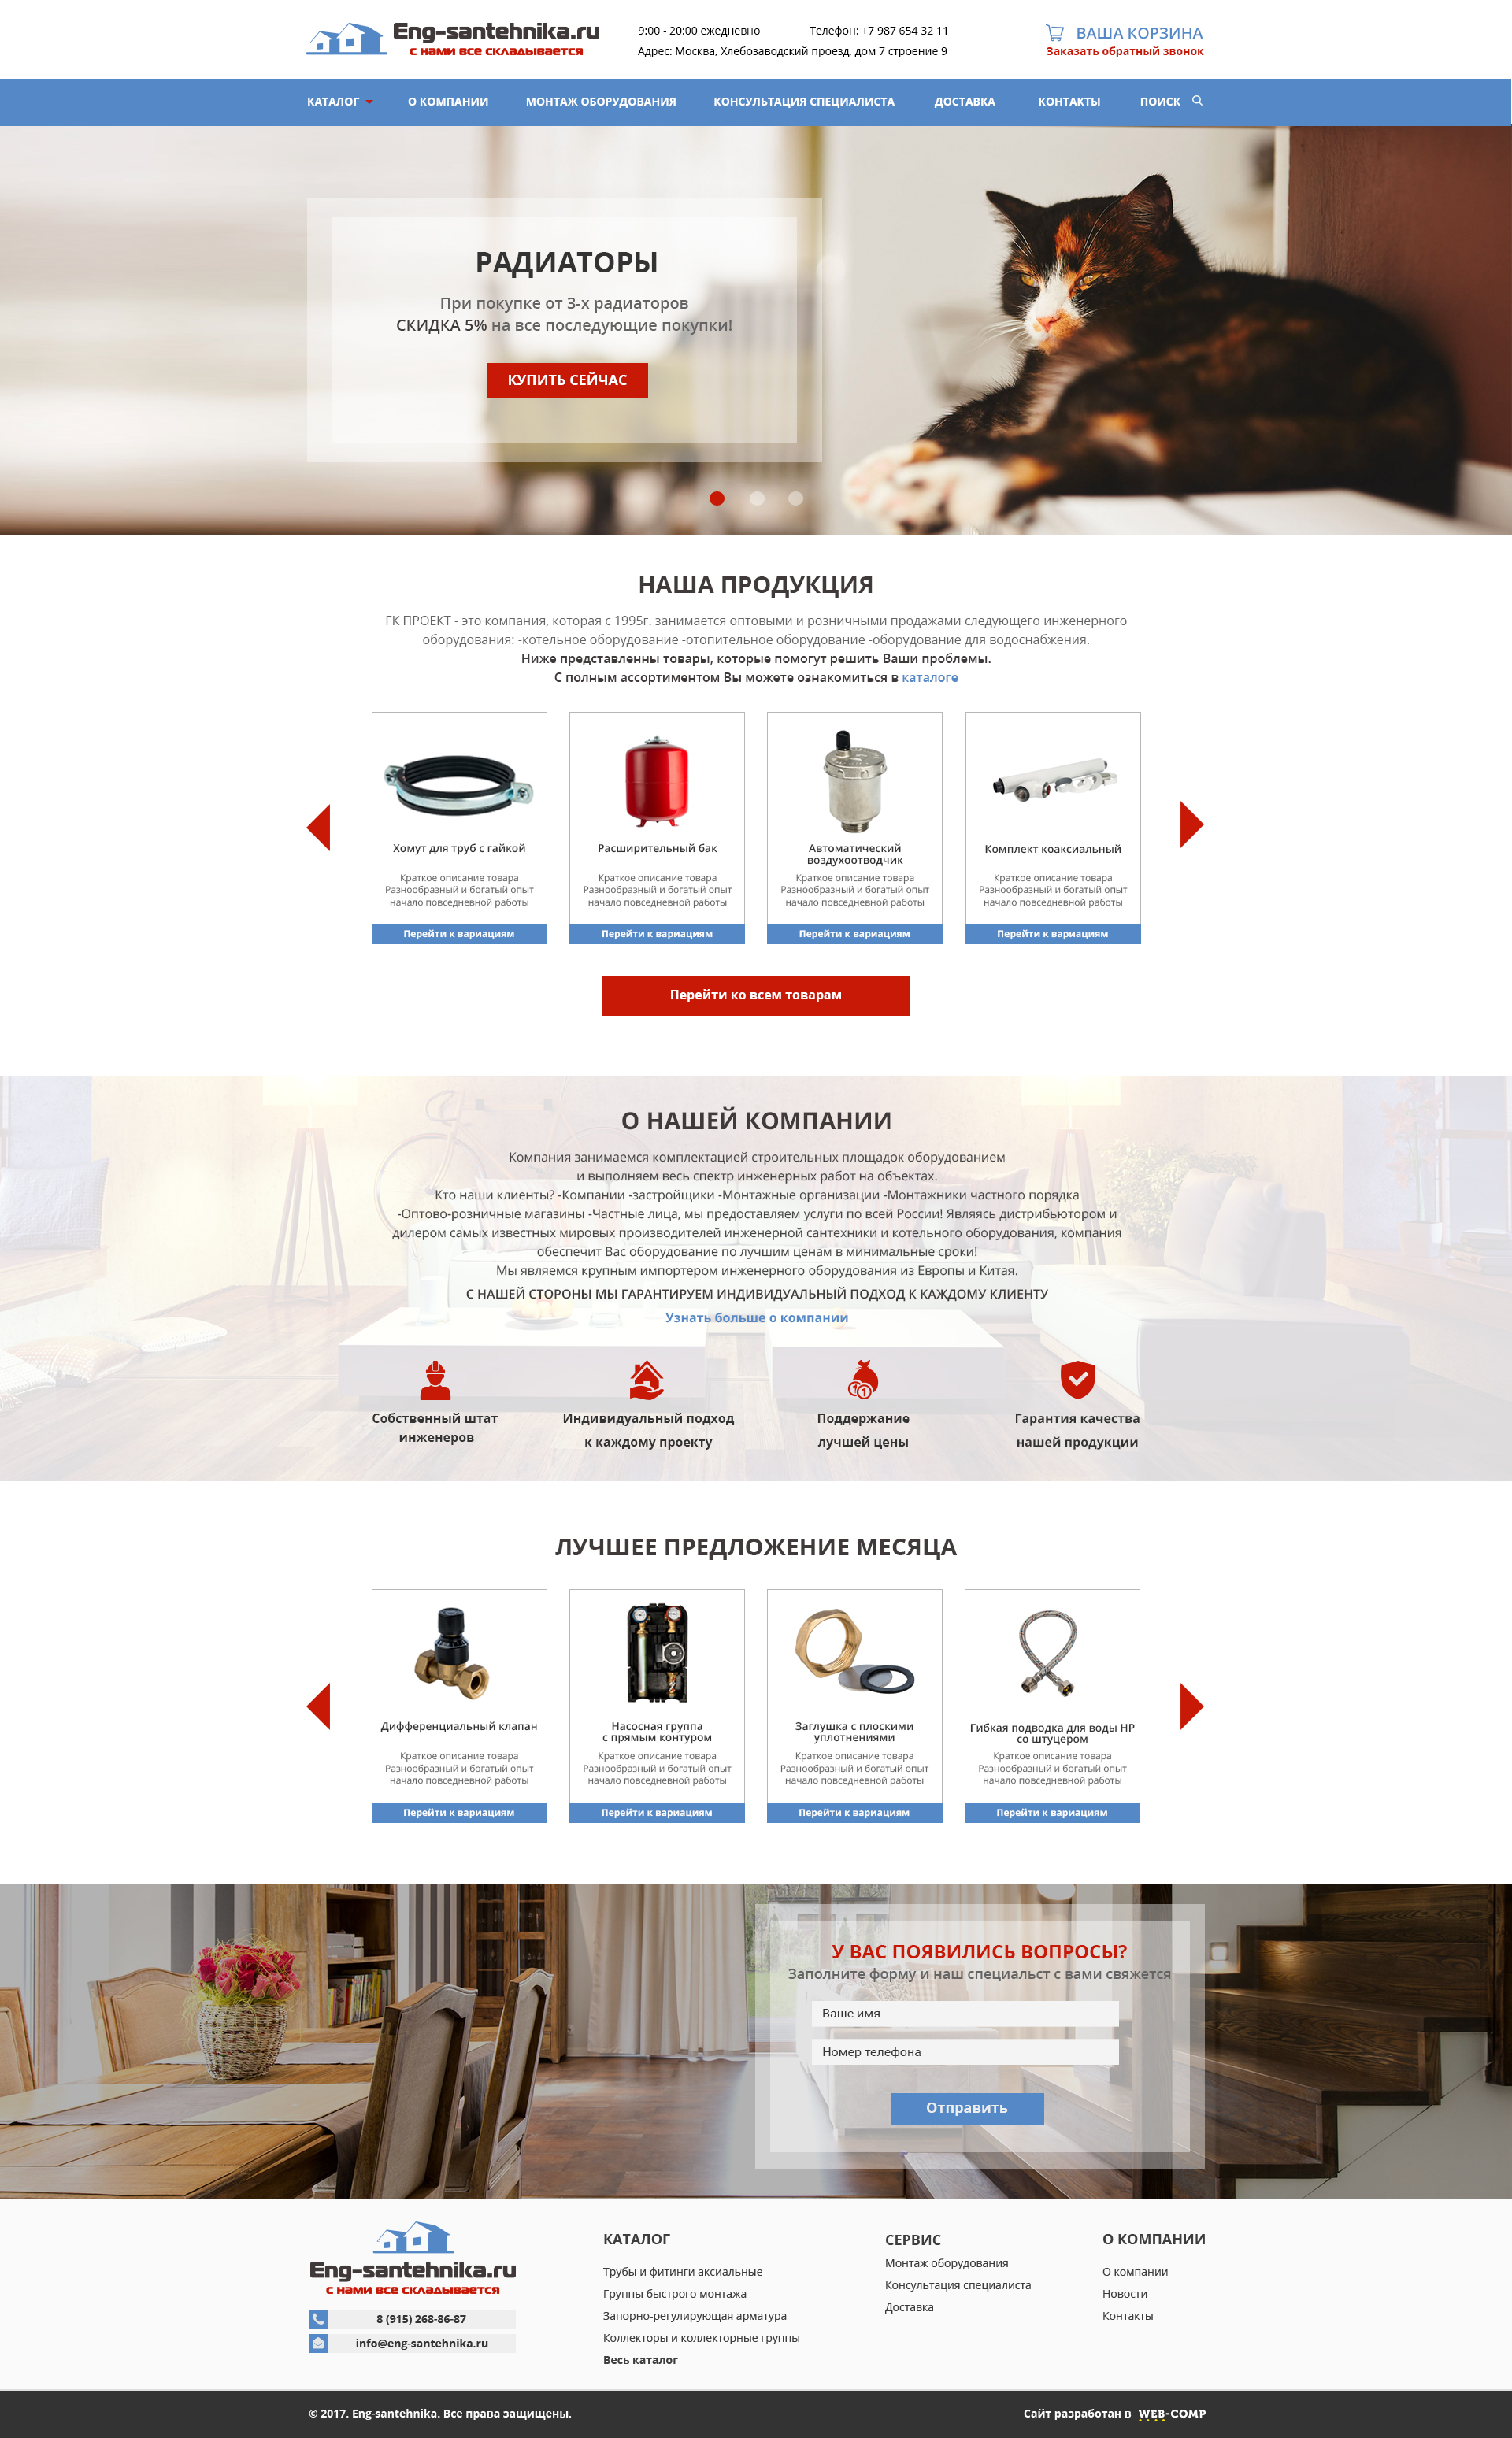 Eng-santehnika.ru
с нами все складывается
9:00 - 20:00 ежедневно
Телефон: +7 987 654 32 11
Адрес: Москва, Хлебозаводский проезд, дом 7 строение 9
ВАША КОРЗИНА
Заказать обратный звонок
КАТАЛОГ
О КОМПАНИИ
МОНТАЖ ОБОРУДОВАНИЯ
КОНСУЛЬТАЦИЯ СПЕЦИАЛИСТА
ДОСТАВКА
КОНТАКТЫ
ПОИСК
РАДИАТОРЫ
При покупке от 3-х радиаторов
СКИДКА 5% на все последующие покупки!
КУПИТЬ СЕЙЧАС
НАША ПРОДУКЦИЯ
ГК ПРОЕКТ - это компания, которая с 1995г. занимается оптовыми и розничными продажами следующего инженерного
оборудования: -котельное оборудование -отопительное оборудование -оборудование для водоснабжения.
Ниже представленны товары, которые помогут решить Ваши проблемы.
С полным ассортиментом Вы можете ознакомиться в каталоге
Хомут для труб с гайкой
Краткое описание товара
Разнообразный и богатый опыт
начало повседневной работы
Перейти к вариациям
Расширительный бак
Краткое описание товара
Разнообразный и богатый опыт
начало повседневной работы
Перейти к вариациям
Автоматический
воздухоотводчик
Краткое описание товара
Разнообразный и богатый опыт
начало повседневной работы
Перейти к вариациям
Комплект коаксиальный
Краткое описание товара
Разнообразный и богатый опыт
начало повседневной работы
Перейти к вариациям
Перейти ко всем товарам
О НАШЕЙ КОМПАНИИ
Компания занимаемся комплектацией строительных площадок оборудованием
и выполняем весь спектр инженерных работ на объектах.
Кто наши клиенты? -Компании -застройщики -Монтажные организации -Монтажники частного порядка
-Оптово-розничные магазины -Частные лица, мы предоставляем услуги по всей России! Являясь дистрибьютором и
дилером самых известных мировых производителей инженерной сантехники и котельного оборудования, компания
обеспечит Вас оборудование по лучшим ценам в минимальные сроки!
Мы являемся крупным импортером инженерного оборудования из Европы и Китая.
С НАШЕЙ СТОРОНЫ МЫ ГАРАНТИРУЕМ ИНДИВИДУАЛЬНЫЙ ПОДХОД К КАЖДОМУ КЛИЕНТУ
Узнать больше о компании
Собственный штат
инженеров
Индивидуальный подход
к каждому проекту
Поддержание
лучшей цены
Гарантия качества
нашей продукции
ЛУЧШЕЕ ПРЕДЛОЖЕНИЕ МЕСЯЦА
Дифференциальный клапан
Краткое описание товара
Разнообразный и богатый опыт
начало повседневной работы
Перейти к вариациям
Насосная группа
с прямым контуром
Краткое описание товара
Разнообразный и богатый опыт
начало повседневной работы
Перейти к вариациям
Заглушка с плоскими
уплотнениями
Краткое описание товара
Разнообразный и богатый опыт
начало повседневной работы
Перейти к вариациям
Гибкая подводка для воды НР
со штуцером
Краткое описание товара
Разнообразный и богатый опыт
начало повседневной работы
Перейти к вариациям
У ВАС ПОЯВИЛИСЬ ВОПРОСЫ?
Заполните форму и наш специальст с вами свяжется
Ваше имя
Номер телефона
Отправить
Eng-santehnika.ru
с нами все складывается
8 (915) 268-86-87
info@eng-santehnika.ru
КАТАЛОГ
Трубы и фитинги аксиальные
Группы быстрого монтажа
Запорно-регулирующая арматура
Коллекторы и коллекторные группы
Весь каталог
СЕРВИС
Монтаж оборудования
Консультация специалиста
Доставка
О КОМПАНИИ
О компании
Новости
Контакты
© 2017. Eng-santehnika. Все права защищены.
Сайт разработан в WEB-COMP